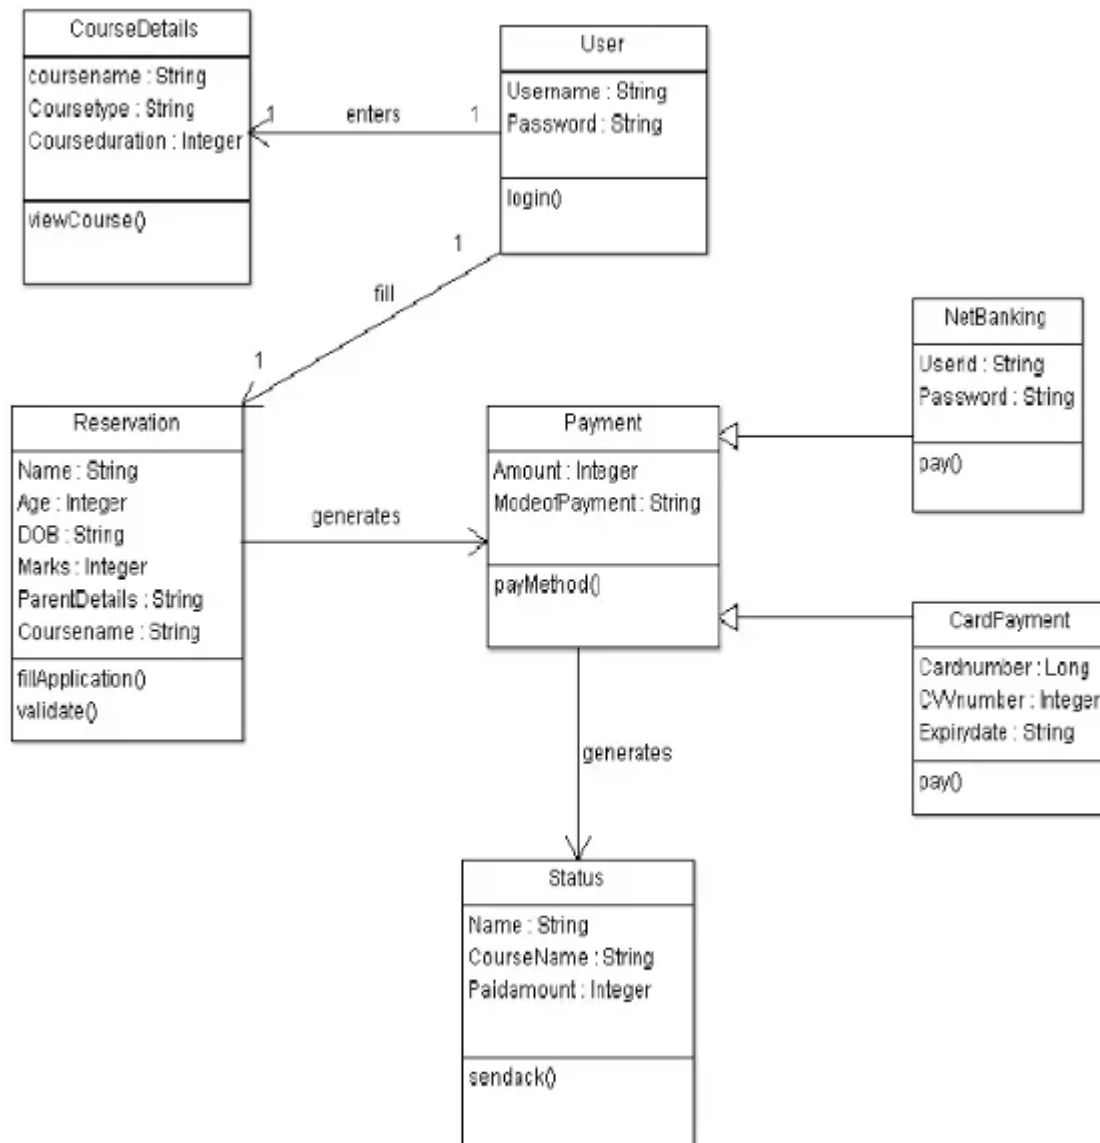 CourseDetails
coursename : String
Coursetype : String
Courseduration : Integer
viewCourse()
User
Username : String
Password : String
login()
1
enters
1
1
fill
1
Reservation
Name : String
Age : Integer
DOB : String
Marks : Integer
ParentDetails : String
Coursename : String
fillApplication()
validate()
generates
Payment
Amount : Integer
ModeofPayment : String
payMethod()
NetBanking
Userid : String
Password : String
pay()
CardPayment
Cardnumber : Long
CVVnumber : Integer
Expirydate : String
pay()
generates
Status
Name : String
CourseName : String
Paidamount : Integer
sendack()